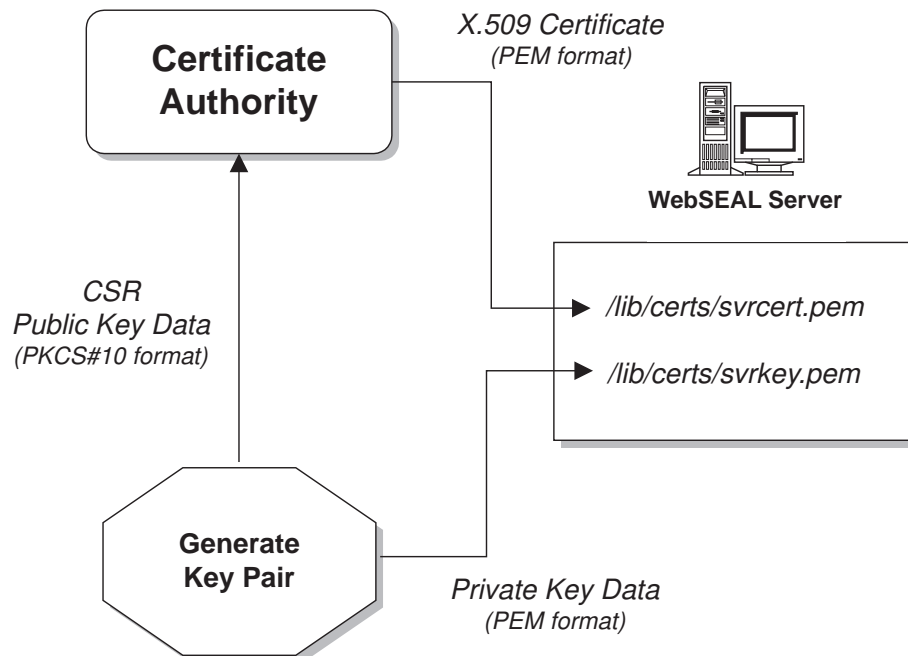 X.509 Certificate
(PEM format)
Certificate
Authority
WebSEAL Server
CSR
Public Key Data
(PKCS#10 format)
/lib/certs/svrcert.pem
/lib/certs/svrkey.pem
Generate
Key Pair
Private Key Data
(PEM format)